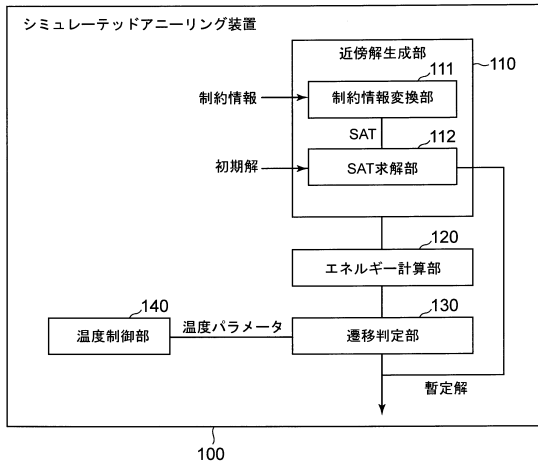 シミュレーテッドアニーリング装置
近傍解生成部
110
111
制約情報
制約情報変換部
SAT
112
初期解
SAT求解部
120
エネルギー計算部
140
130
温度制御部
温度パラメータ
遷移判定部
暫定解
100